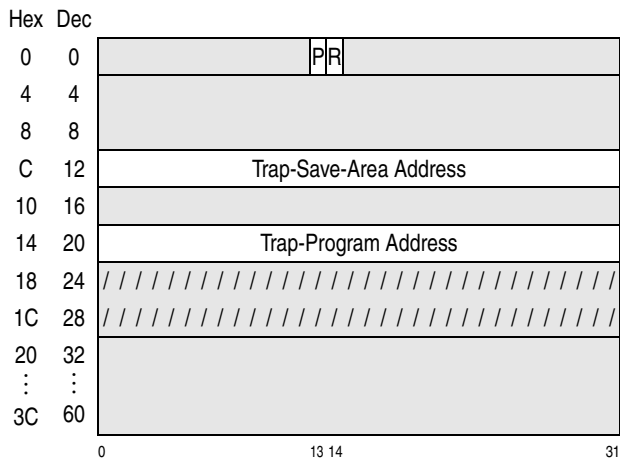 Hex Dec
0 0 P R
4 4
8 8
C 12 Trap-Save-Area Address
10 16
14 20 Trap-Program Address
18 24 / / / / / / / / / / / / / / / / / / / / / / / / / / / / / / /
1C 28 / / / / / / / / / / / / / / / / / / / / / / / / / / / / / / /
20 32
⋮ ⋮
3C 60
0 13 14 31